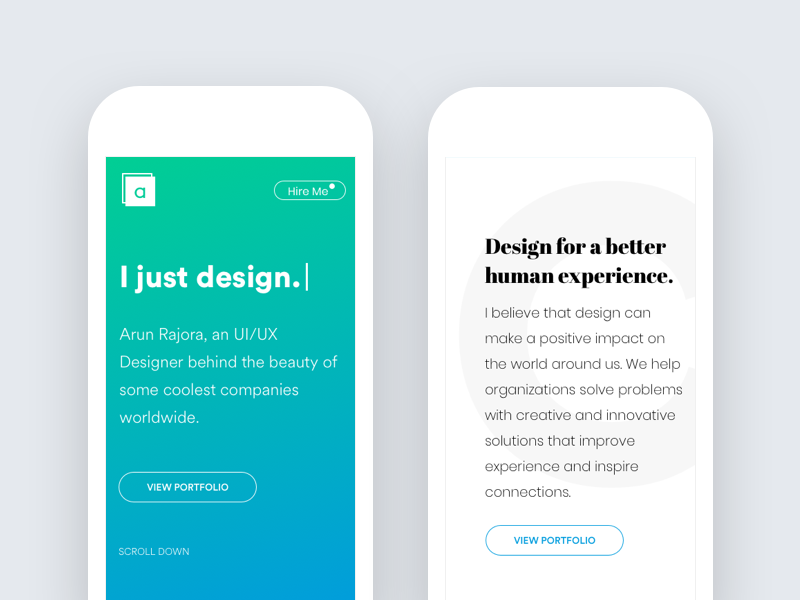 a
Hire Me
I just design.
Arun Rajora, an UI/UX
Designer behind the beauty of
some coolest companies
worldwide.
VIEW PORTFOLIO
SCROLL DOWN
Design for a better
human experience.
I believe that design can
make a positive impact on
the world around us. We help
organizations solve problems
with creative and innovative
solutions that improve
experience and inspire
connections.
VIEW PORTFOLIO